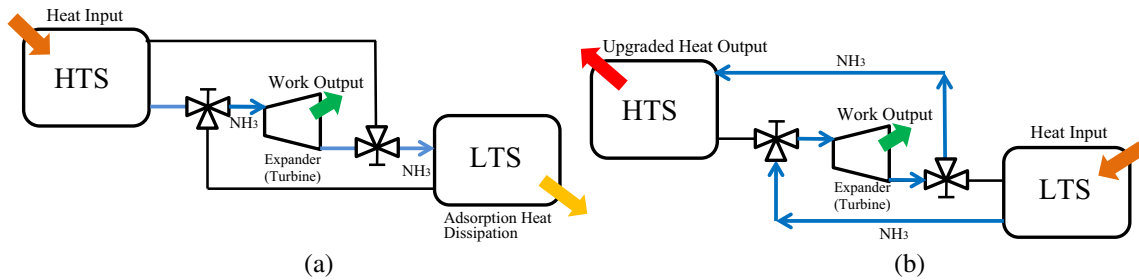 Heat Input
HTS
Work Output
NH3
Expander
(Turbine)
NH3
LTS
Adsorption Heat
Dissipation
(a)
Upgraded Heat Output
NH3
HTS
Work Output
Heat Input
Expander
(Turbine)
LTS
NH3
(b)